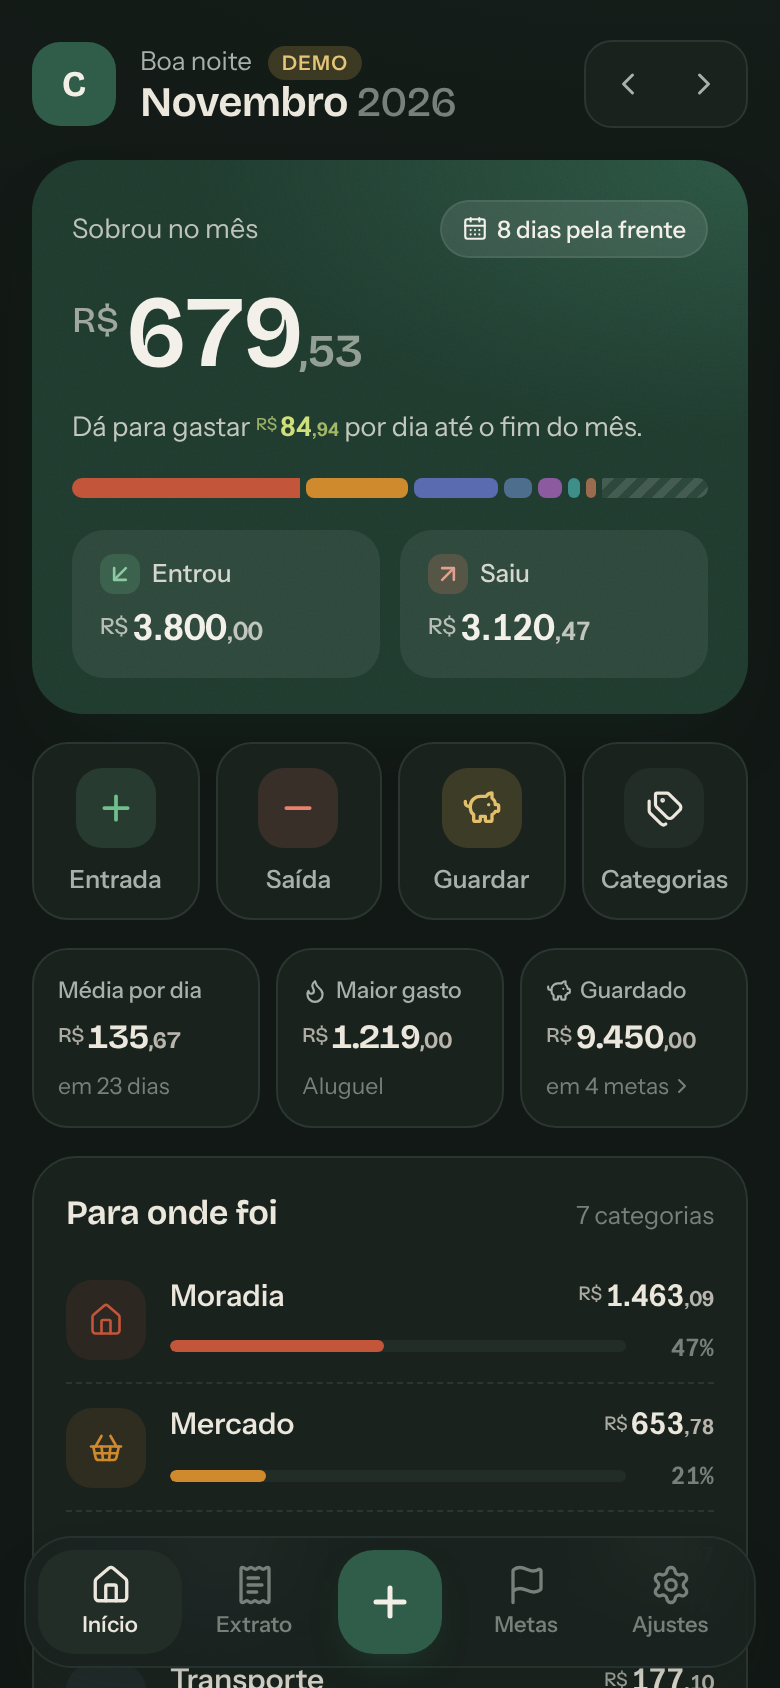 C
Boa noite DEMO
Novembro 2026
Sobrou no mês
8 dias pela frente
R$ 679,53
Dá para gastar R$ 84,94 por dia até o fim do mês.
Entrou
R$ 3.800,00
Saiu
R$ 3.120,47
Entrada
Saída
Guardar
Categorias
Média por dia
R$ 135,67
em 23 dias
Maior gasto
R$ 1.219,00
Aluguel
Guardado
R$ 9.450,00
em 4 metas
Para onde foi
7 categorias
Moradia
R$ 1.463,09
47%
Mercado
R$ 653,78
21%
Início
Extrato
Metas
Ajustes
Transporte
R$ 177,10